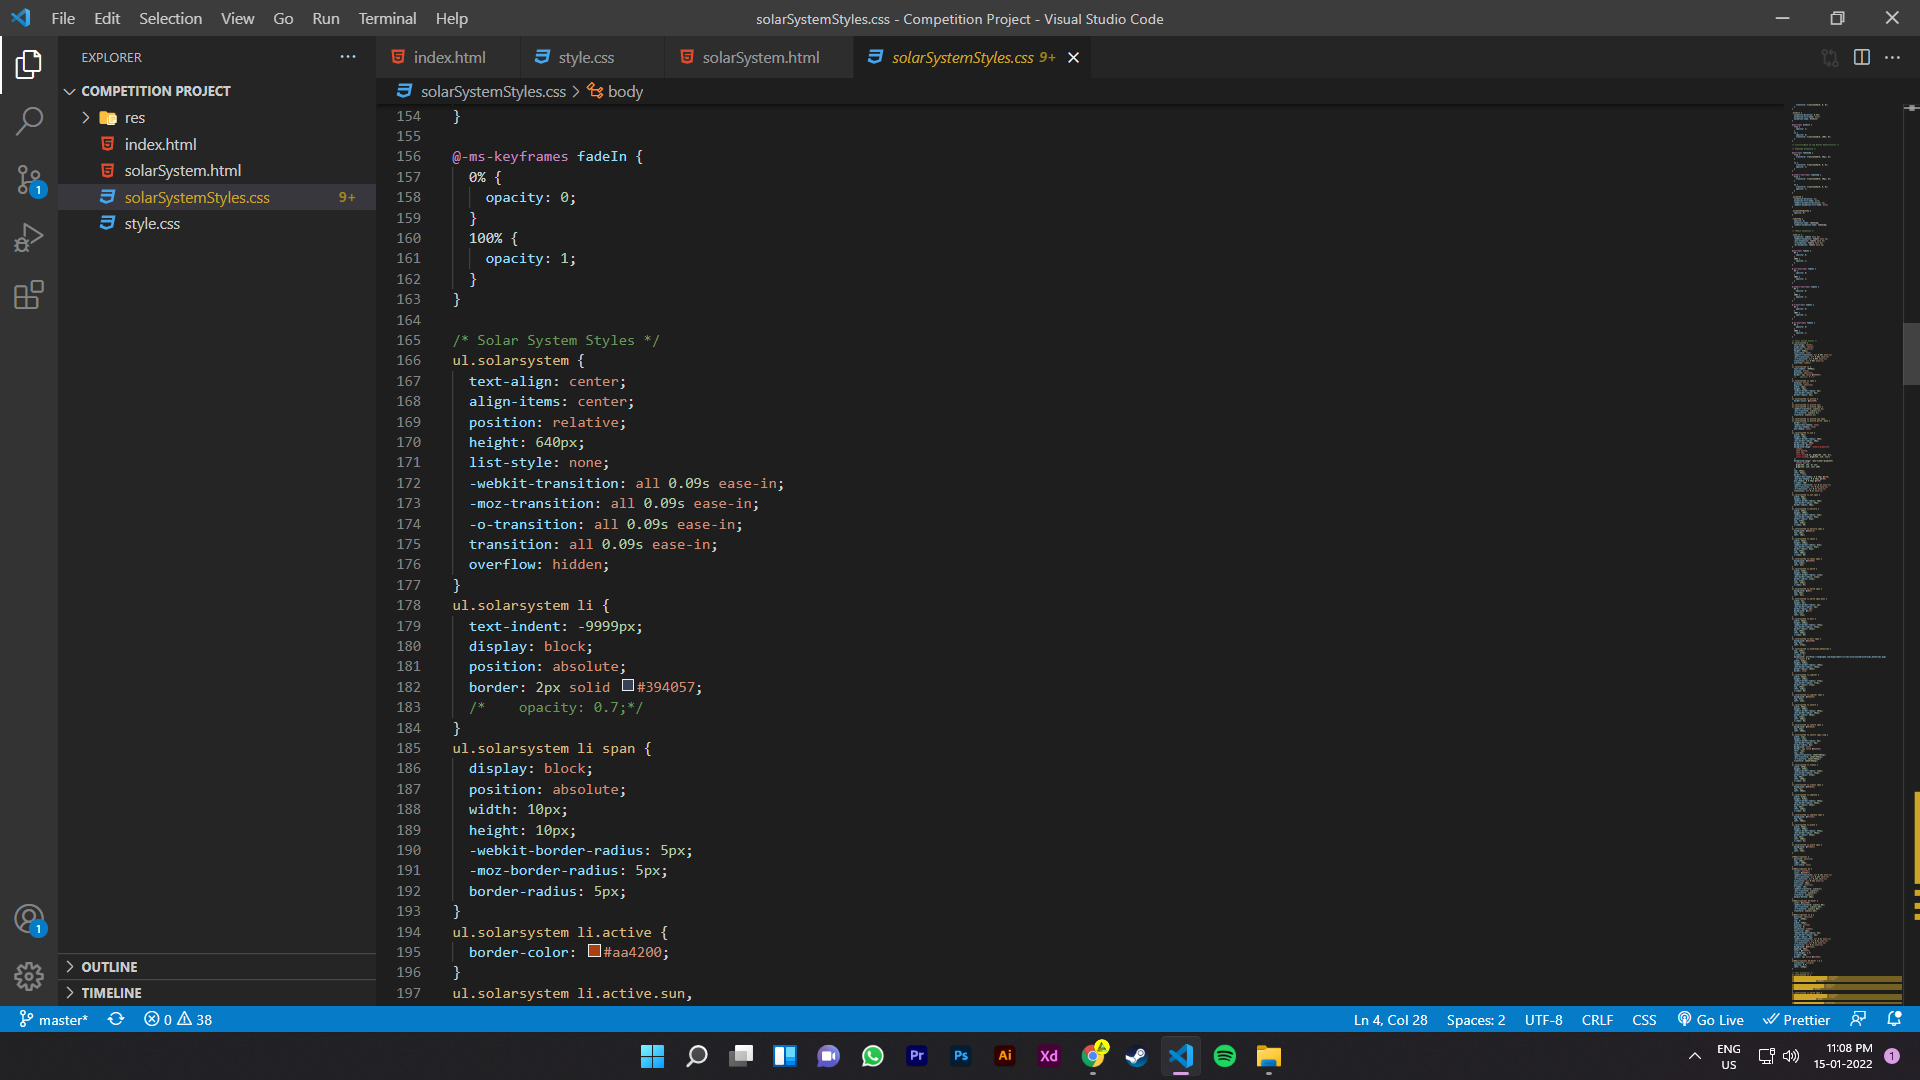 File Edit Selection View Go Run Terminal Help
solarSystemStyles.css - Competition Project - Visual Studio Code
EXPLORER
COMPETITION PROJECT
res
index.html
solarSystem.html
solarSystemStyles.css 9+
style.css
OUTLINE
TIMELINE
1
1
index.html style.css solarSystem.html solarSystemStyles.css 9+
solarSystemStyles.css > body
154 }
155
156 @-ms-keyframes fadeIn {
157 0% {
158 opacity: 0;
159 }
160 100% {
161 opacity: 1;
162 }
163 }
164
165 /* Solar System Styles */
166 ul.solarsystem {
167 text-align: center;
168 align-items: center;
169 position: relative;
170 height: 640px;
171 list-style: none;
172 -webkit-transition: all 0.09s ease-in;
173 -moz-transition: all 0.09s ease-in;
174 -o-transition: all 0.09s ease-in;
175 transition: all 0.09s ease-in;
176 overflow: hidden;
177 }
178 ul.solarsystem li {
179 text-indent: -9999px;
180 display: block;
181 position: absolute;
182 border: 2px solid #394057;
183 /* opacity: 0.7;*/
184 }
185 ul.solarsystem li span {
186 display: block;
187 position: absolute;
188 width: 10px;
189 height: 10px;
190 -webkit-border-radius: 5px;
191 -moz-border-radius: 5px;
192 border-radius: 5px;
193 }
194 ul.solarsystem li.active {
195 border-color: #aa4200;
196 }
197 ul.solarsystem li.active.sun,
master* 0 38
Ln 4, Col 28 Spaces: 2 UTF-8 CRLF CSS Go Live Prettier
Pr Ps Ai Xd
ENG
US
11:08 PM
15-01-2022
1